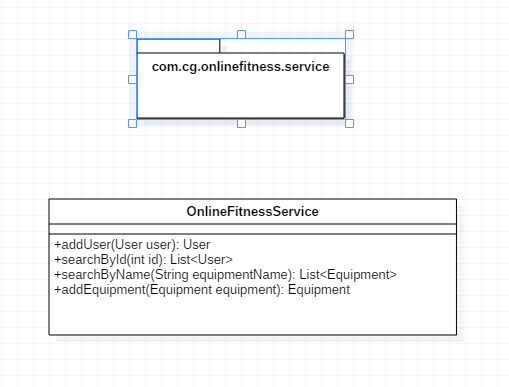 com.cg.onlinefitness.service
OnlineFitnessService
+addUser(User user): User
+searchById(int id): List<User>
+searchByName(String equipmentName): List<Equipment>
+addEquipment(Equipment equipment): Equipment